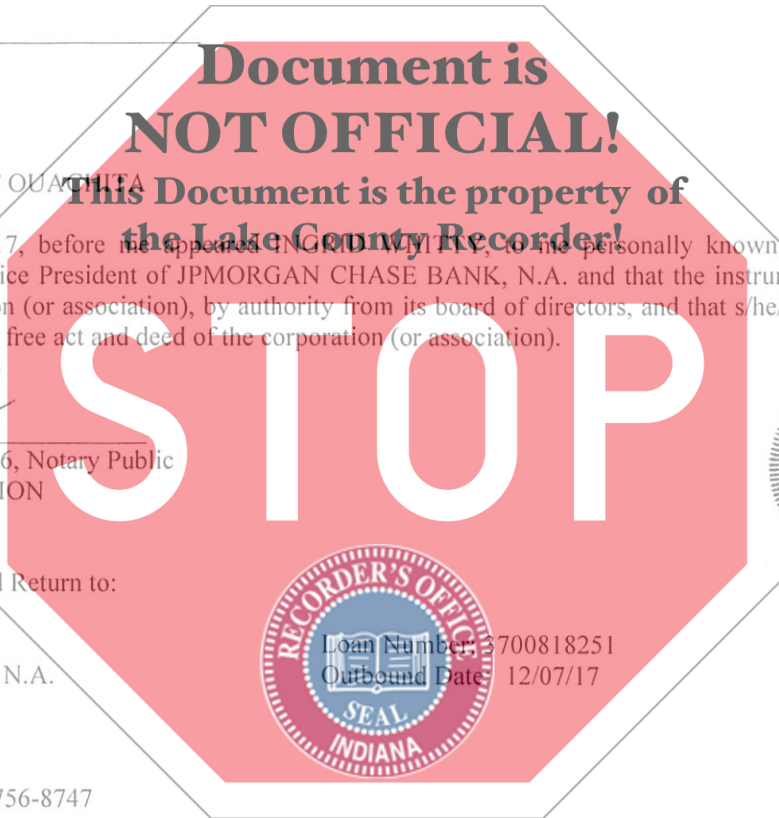 Document is
NOT OFFICIAL!
OUACHITA
This Document is the property of
the Lake County Recorder!
7, before me appeared INGRID WHITTY, to me personally known
ice President of JPMORGAN CHASE BANK, N.A. and that the instru
n (or association), by authority from its board of directors, and that s/he/
free act and deed of the corporation (or association).
STOP
6, Notary Public
ION
Return to:
RECORDER'S OFFICE
Loan Number: 3700818251
Outbound Date: 12/07/17
N.A.
SEAL
INDIANA
756-8747